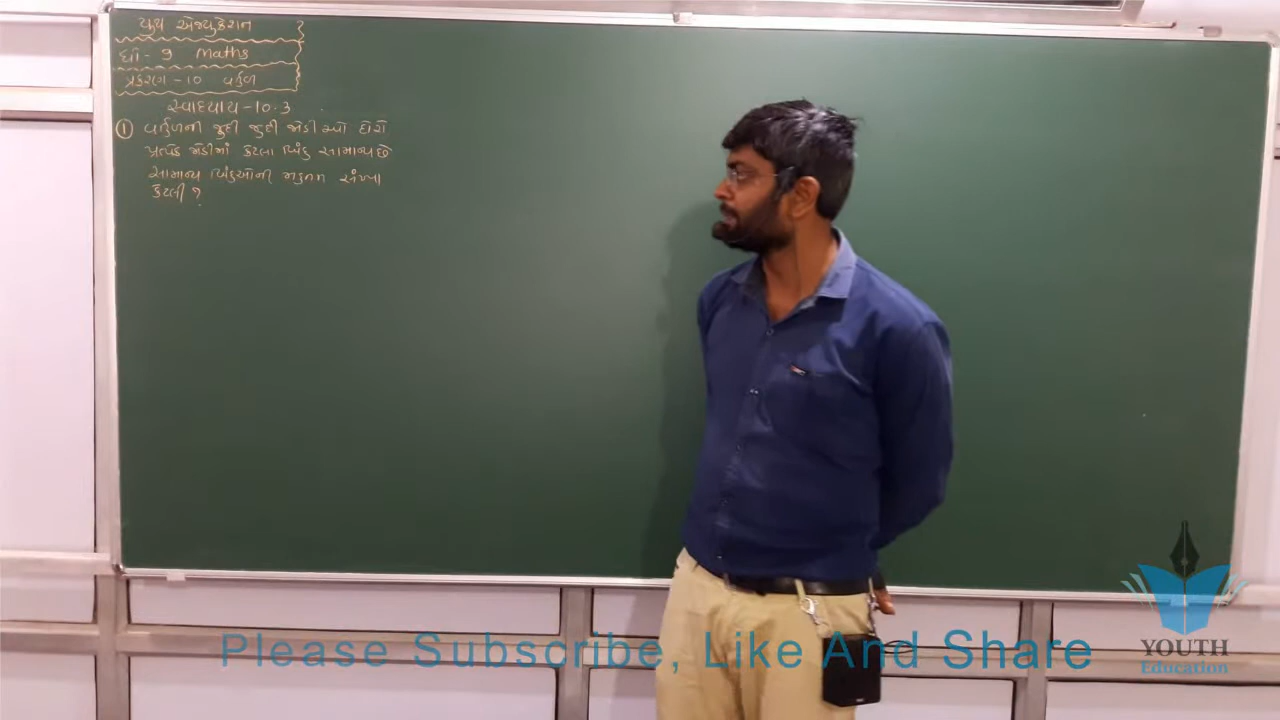 યુથ એજ્યુકેશન
ધો - 9 Maths
પ્રકરણ - 10 વર્તુળ
સ્વાધ્યાય - 10.3
① વર્તુળની જુદી જુદી જોડીઓ દોરો
પ્રત્યેક જોડીમાં કેટલા બિંદુ સામાન્ય છે
સામાન્ય બિંદુઓની મહત્તમ સંખ્યા
કેટલી ?
Please Subscribe, Like And Share
YOUTH
Education